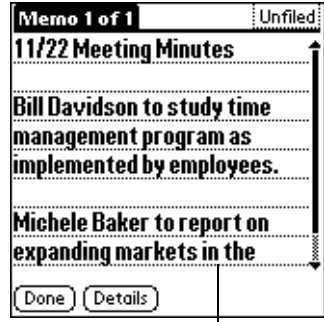 Memo 1 of 1 Unfiled
11/22 Meeting Minutes
Bill Davidson to study time
management program as
implemented by employees.
Michele Baker to report on
expanding markets in the
Done Details